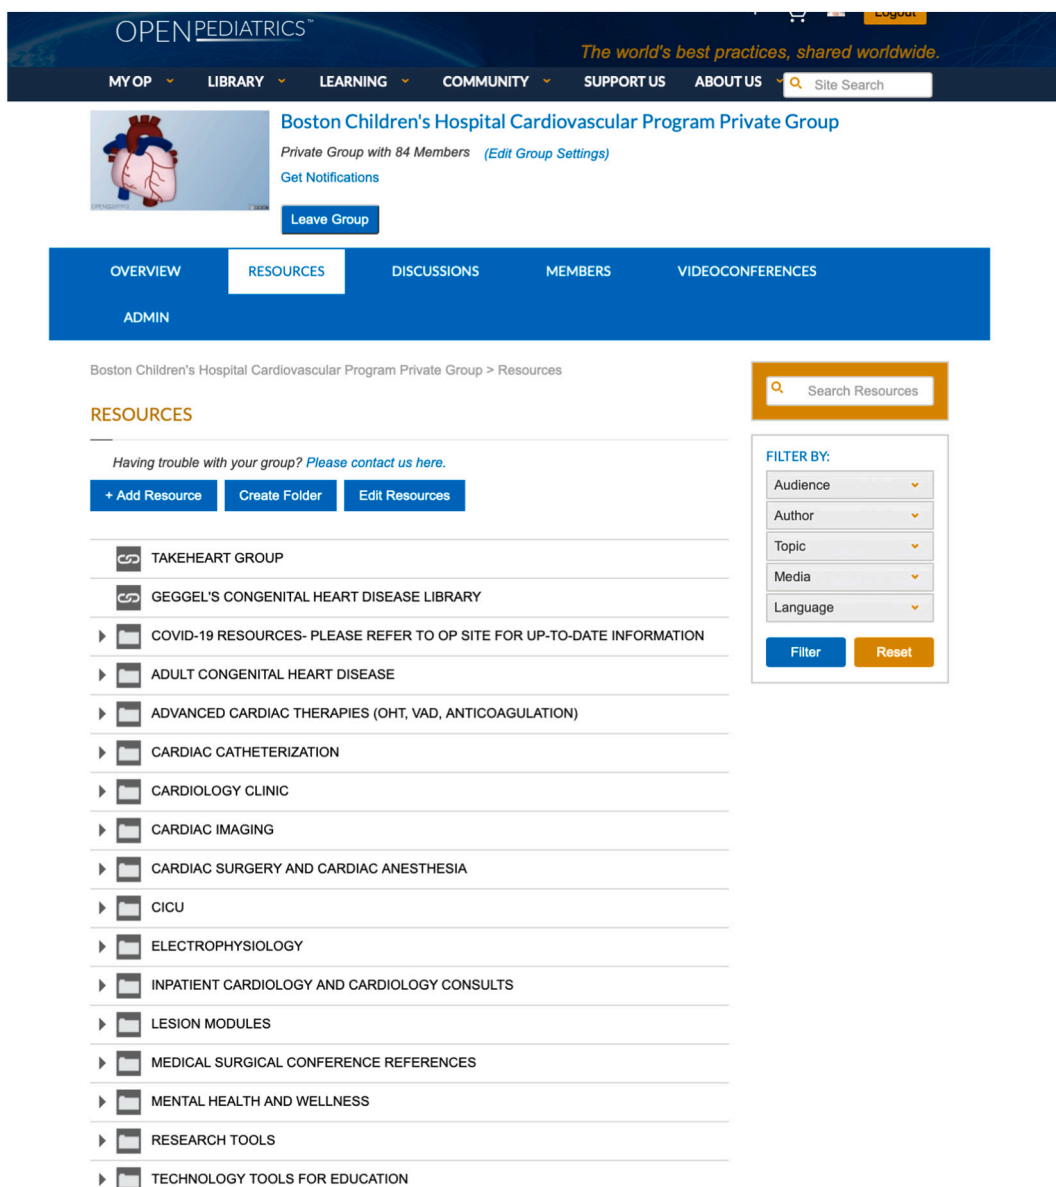 OPENPEDIATRICS™
Logout
The world's best practices, shared worldwide.
MY OP
LIBRARY
LEARNING
COMMUNITY
SUPPORT US
ABOUT US
Site Search
Boston Children's Hospital Cardiovascular Program Private Group
Private Group with 84 Members (Edit Group Settings)
Get Notifications
Leave Group
OVERVIEW
RESOURCES
DISCUSSIONS
MEMBERS
VIDEOCONFERENCES
ADMIN
Boston Children's Hospital Cardiovascular Program Private Group > Resources
RESOURCES
Having trouble with your group? Please contact us here.
+ Add Resource
Create Folder
Edit Resources
TAKEHEART GROUP
GEGGEL'S CONGENITAL HEART DISEASE LIBRARY
COVID-19 RESOURCES- PLEASE REFER TO OP SITE FOR UP-TO-DATE INFORMATION
ADULT CONGENITAL HEART DISEASE
ADVANCED CARDIAC THERAPIES (OHT, VAD, ANTICOAGULATION)
CARDIAC CATHETERIZATION
CARDIOLOGY CLINIC
CARDIAC IMAGING
CARDIAC SURGERY AND CARDIAC ANESTHESIA
CICU
ELECTROPHYSIOLOGY
INPATIENT CARDIOLOGY AND CARDIOLOGY CONSULTS
LESION MODULES
MEDICAL SURGICAL CONFERENCE REFERENCES
MENTAL HEALTH AND WELLNESS
RESEARCH TOOLS
TECHNOLOGY TOOLS FOR EDUCATION
Search Resources
FILTER BY:
Audience
Author
Topic
Media
Language
Filter
Reset